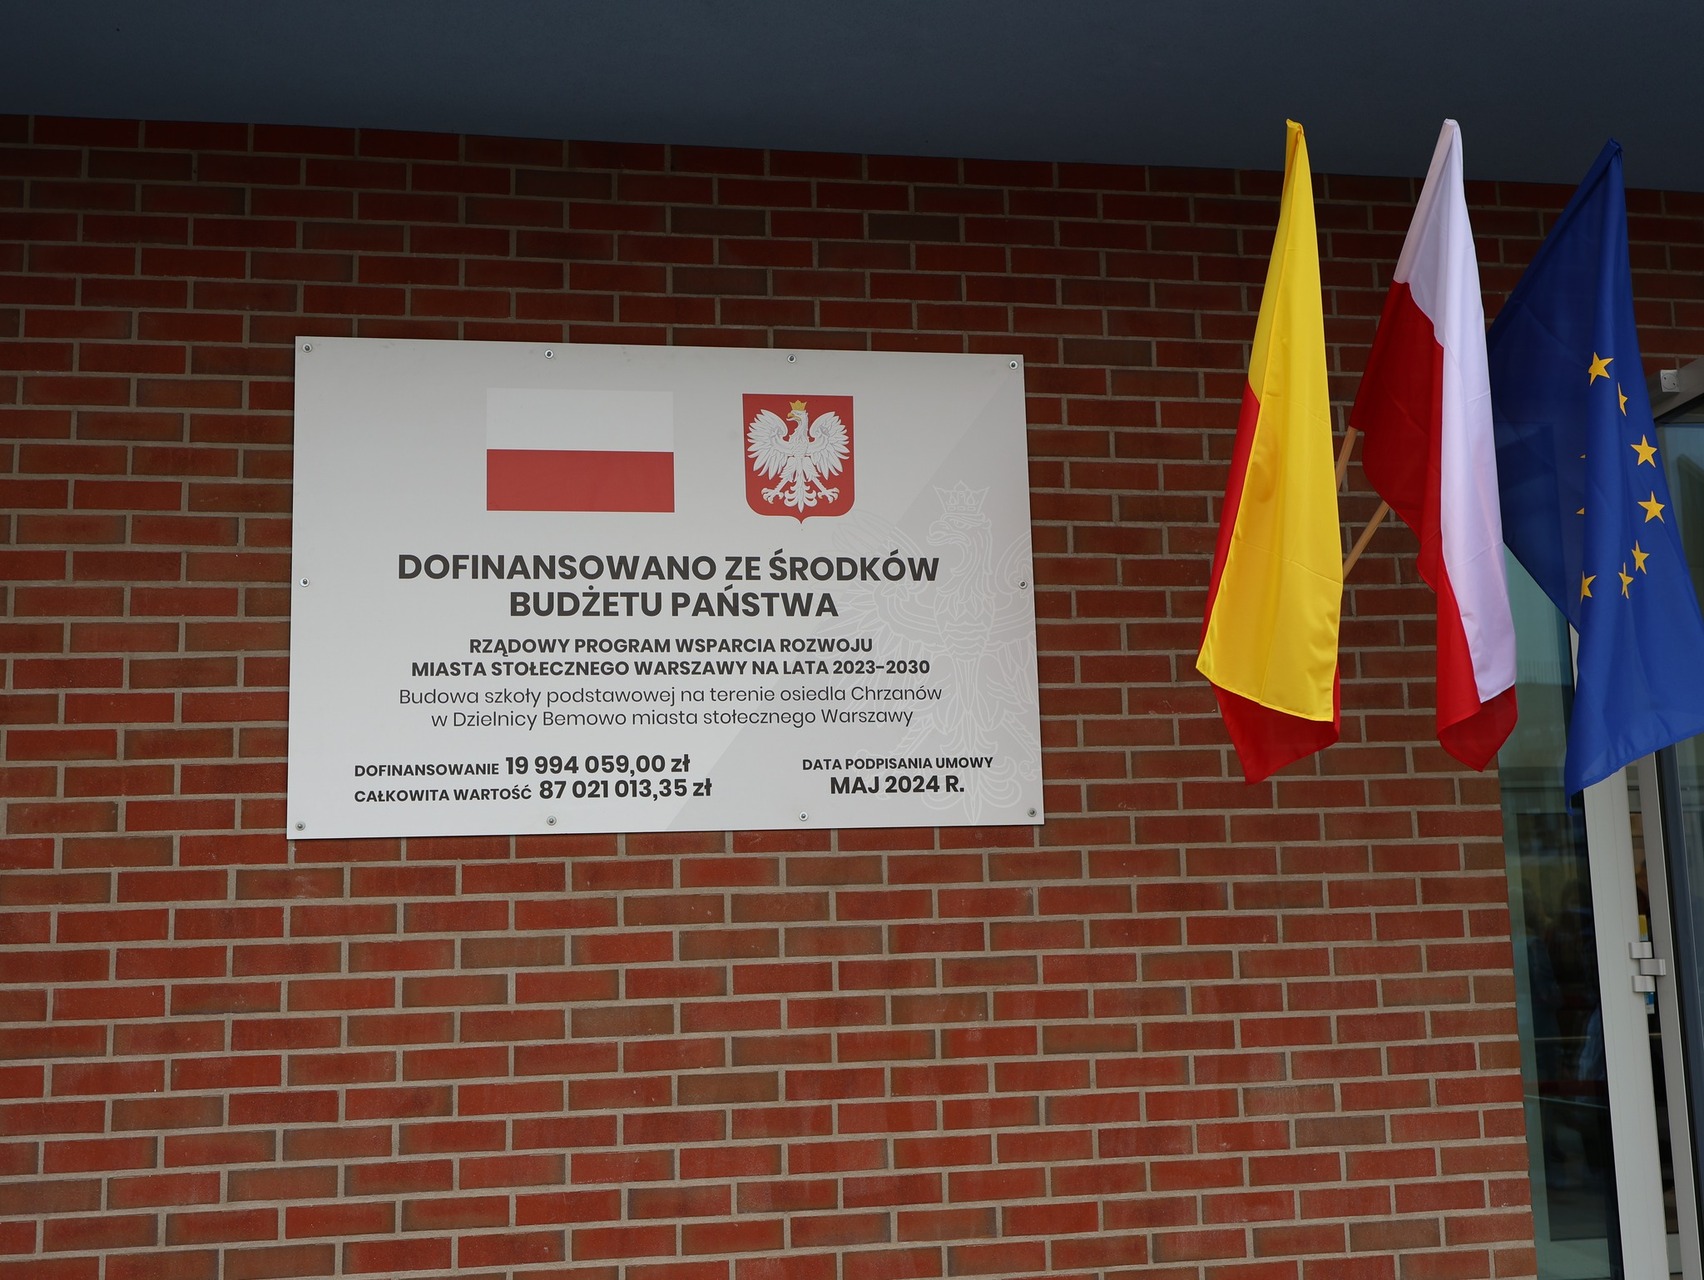 DOFINANSOWANO ZE ŚRODKÓW
BUDŻETU PAŃSTWA
RZĄDOWY PROGRAM WSPARCIA ROZWOJU
MIASTA STOŁECZNEGO WARSZAWY NA LATA 2023-2030
Budowa szkoły podstawowej na terenie osiedla Chrzanów
w Dzielnicy Bemowo miasta stołecznego Warszawy
DOFINANSOWANIE 19 994 059,00 zł
CAŁKOWITA WARTOŚĆ 87 021 013,35 zł
DATA PODPISANIA UMOWY
MAJ 2024 R.